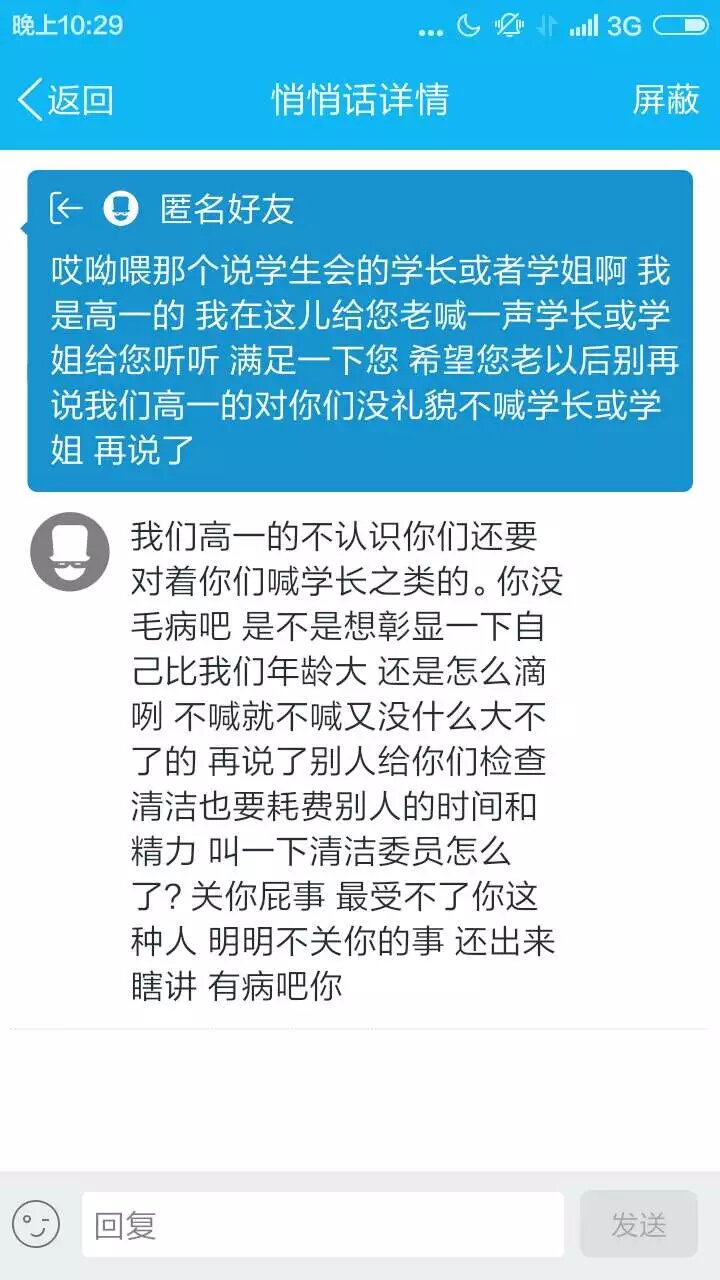 晚上10:29
3G
返回
悄悄话详情
屏蔽
匿名好友
哎呦喂那个说学生会的学长或者学姐啊 我
是高一的 我在这儿给您老喊一声学长或学
姐给您听听 满足一下您 希望您老以后别再
说我们高一的对你们没礼貌不喊学长或学
姐 再说了
我们高一的不认识你们还要
对着你们喊学长之类的。你没
毛病吧 是不是想彰显一下自
己比我们年龄大 还是怎么滴
咧 不喊就不喊又没什么大不
了的 再说了别人给你们检查
清洁也要耗费别人的时间和
精力 叫一下清洁委员怎么
了? 关你屁事 最受不了你这
种人 明明不关你的事 还出来
瞎讲 有病吧你
回复
发送